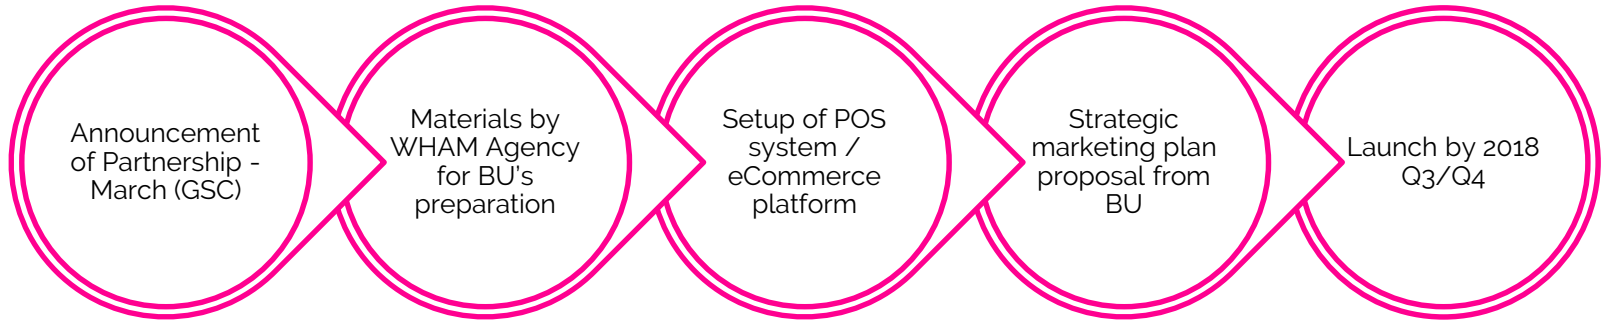 Announcement
of Partnership -
March (GSC)
Materials by
WHAM Agency
for BU's
preparation
Setup of POS
system /
eCommerce
platform
Strategic
marketing plan
proposal from
BU
Launch by 2018
Q3/Q4